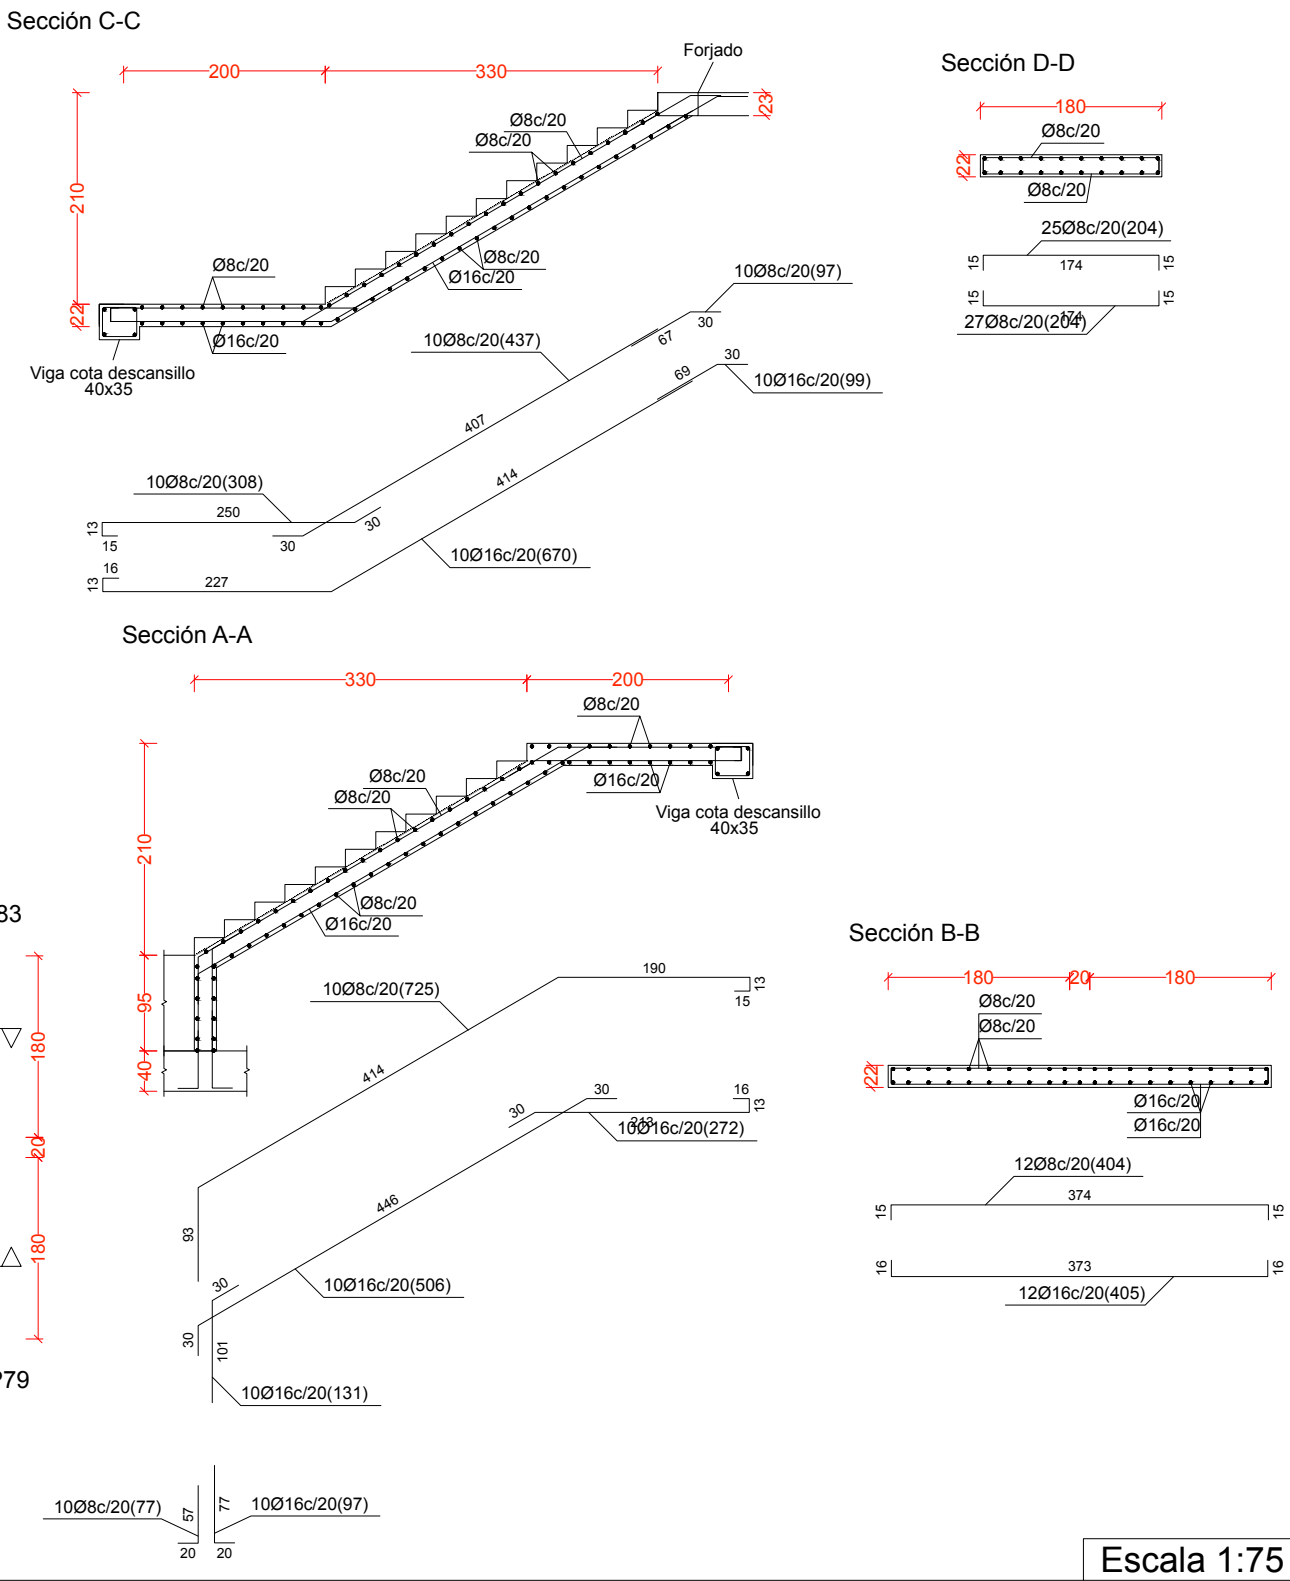 Sección C-C
200
330
Forjado
23
210
22
Ø8c/20
Ø8c/20
Ø8c/20
Ø8c/20
Ø16c/20
Ø16c/20
Viga cota descansillo
40x35
10Ø8c/20(97)
30
67
10Ø8c/20(437)
407
30
10Ø16c/20(99)
69
414
10Ø8c/20(308)
250
13
15
30
30
10Ø16c/20(670)
16
13
227
Sección D-D
180
Ø8c/20
22
Ø8c/20
25Ø8c/20(204)
15
174
15
15
174
15
27Ø8c/20(204)
Sección A-A
330
200
Ø8c/20
Ø8c/20
Ø8c/20
Ø16c/20
Viga cota descansillo
40x35
210
Ø8c/20
Ø16c/20
95
40
83
180
20
180
79
190
13
15
10Ø8c/20(725)
414
93
30
16
13
30
213
10Ø16c/20(272)
446
30
10Ø16c/20(506)
30
101
10Ø16c/20(131)
10Ø8c/20(77)
57
77
10Ø16c/20(97)
20
20
Sección B-B
180
20
180
Ø8c/20
Ø8c/20
22
Ø16c/20
Ø16c/20
12Ø8c/20(404)
15
374
15
16
373
16
12Ø16c/20(405)
Escala 1:75